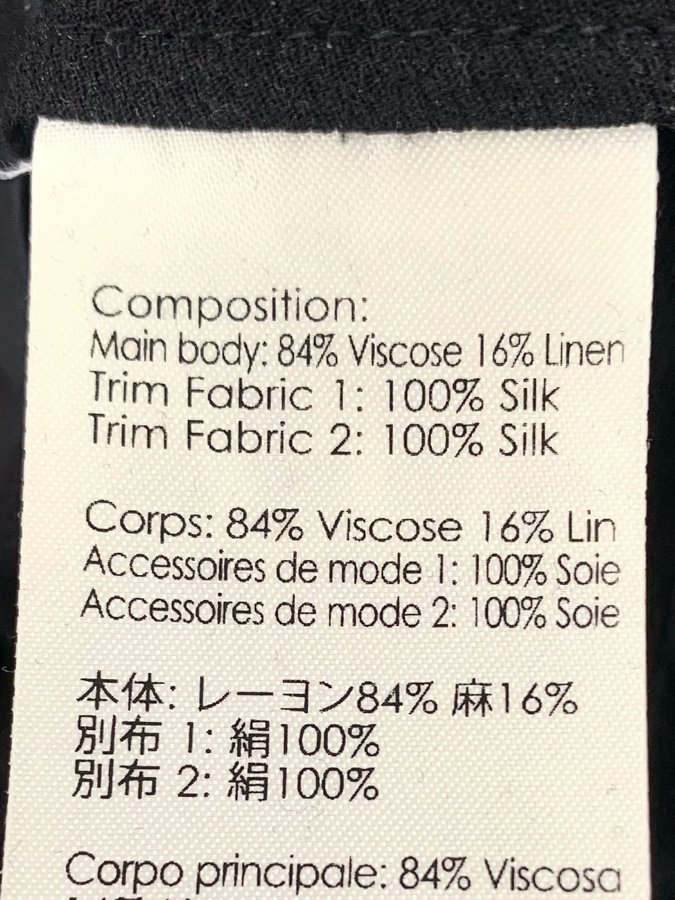 Composition:
Main body: 84% Viscose 16% Linen
Trim Fabric 1: 100% Silk
Trim Fabric 2: 100% Silk
Corps: 84% Viscose 16% Lin
Accessoires de mode 1: 100% Soie
Accessoires de mode 2: 100% Soie
本体: レーヨン84% 麻16%
別布 1: 絹100%
別布 2: 絹100%
Corpo principale: 84% Viscosa